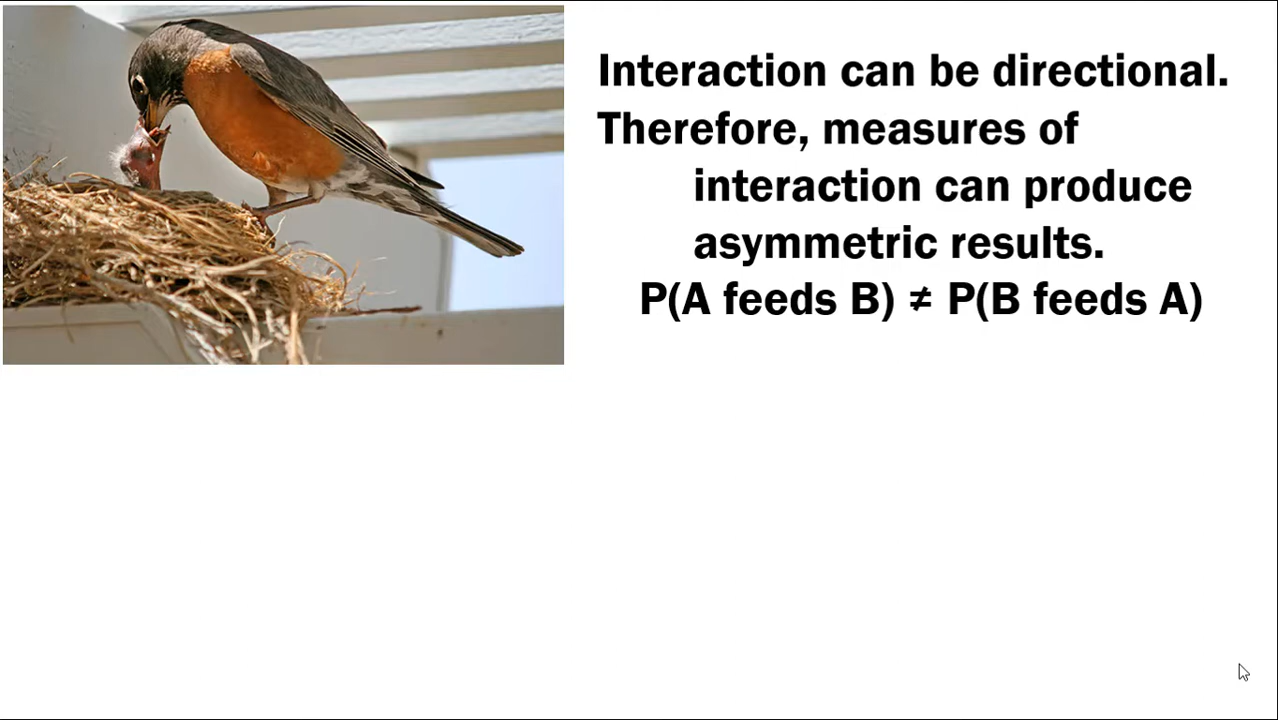 Interaction can be directional.
Therefore, measures of
interaction can produce
asymmetric results.
P(A feeds B) ≠ P(B feeds A)